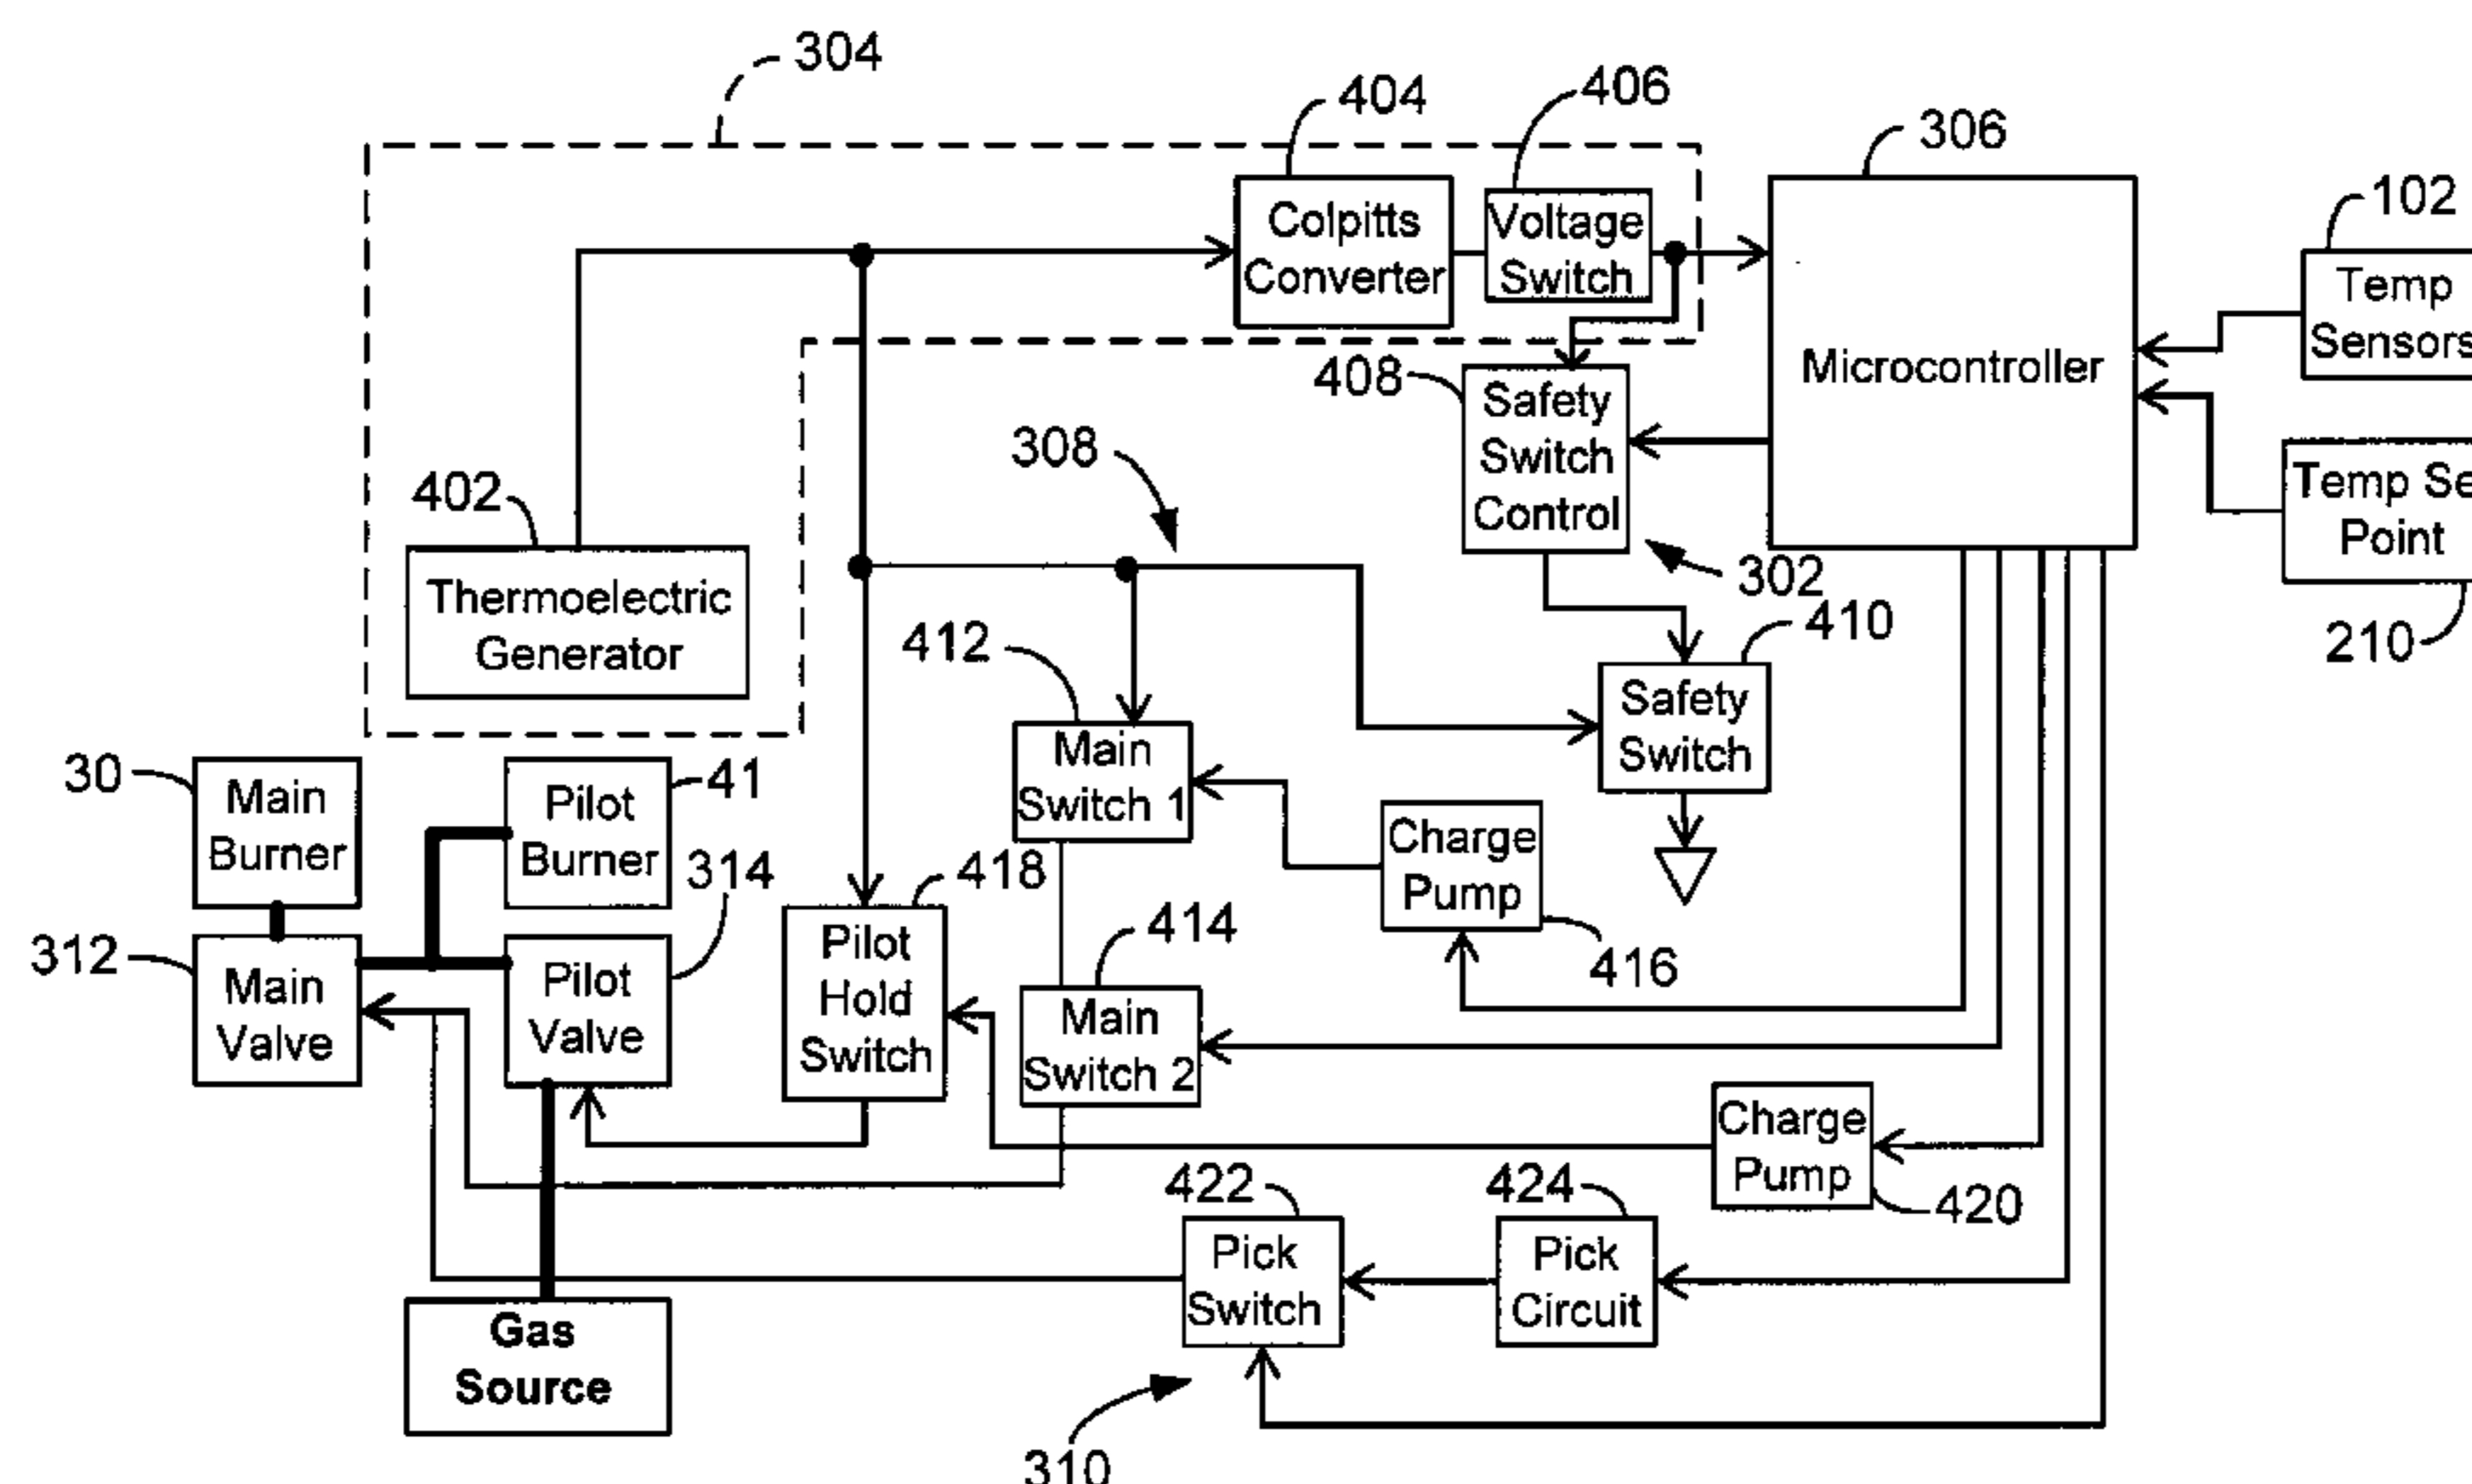 304
404
406
306
102
Colpitts
Converter
Voltage
Switch
Temp
Sensors
Microcontroller
408
Safety
Switch
Control
308
402
302
Temp Se
Point
210
Thermoelectric
Generator
412
410
Safety
Switch
30
Main
Burner
Pilot
Burner
41
Main
Switch 1
Charge
Pump
416
314
418
312
Main
Valve
Pilot
Valve
Pilot
Hold
Switch
414
Main
Switch 2
Charge
Pump
420
422
424
Pick
Switch
Pick
Circuit
Gas
Source
310